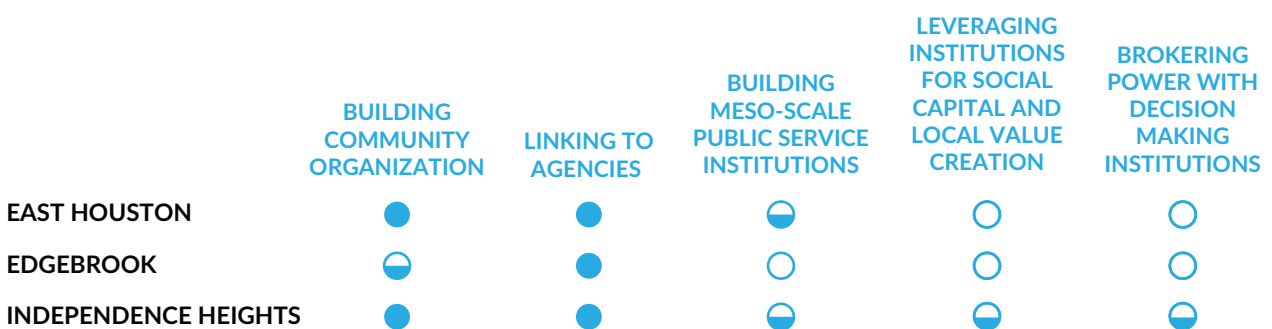 BUILDING
COMMUNITY
ORGANIZATION
LINKING TO
AGENCIES
BUILDING
MESO-SCALE
PUBLIC SERVICE
INSTITUTIONS
LEVERAGING
INSTITUTIONS
FOR SOCIAL
CAPITAL AND
LOCAL VALUE
CREATION
BROKERING
POWER WITH
DECISION
MAKING
INSTITUTIONS
EAST HOUSTON
EDGEBROOK
INDEPENDENCE HEIGHTS